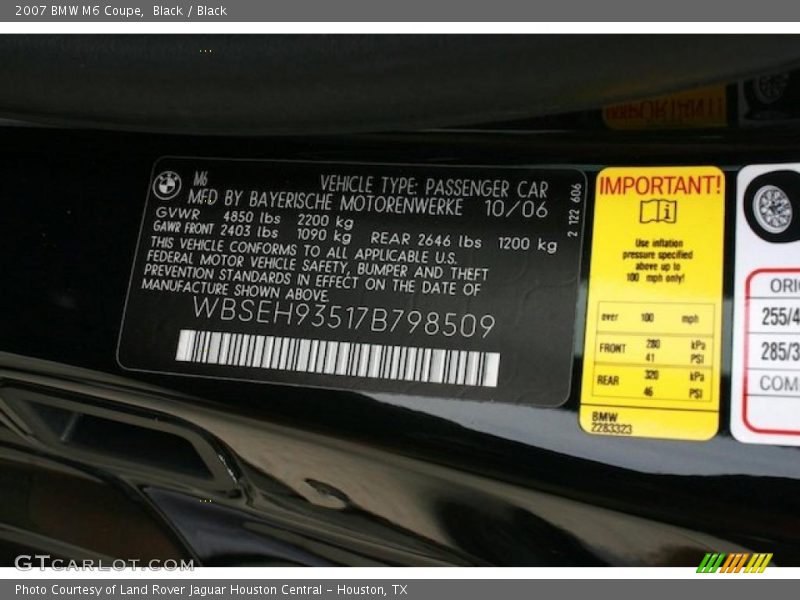 2007 BMW M6 Coupe,  Black / Black
M6
VEHICLE TYPE: PASSENGER CAR
MFD BY BAYERISCHE MOTORENWERKE 10/06
GVWR 4850 lbs 2200 kg
GAWR FRONT 2403 lbs 1090 kg REAR 2646 lbs 1200 kg
THIS VEHICLE CONFORMS TO ALL APPLICABLE U.S.
FEDERAL MOTOR VEHICLE SAFETY, BUMPER AND THEFT
PREVENTION STANDARDS IN EFFECT ON THE DATE OF
MANUFACTURE SHOWN ABOVE.
WBSEH93517B798509
2 122 606
IMPORTANT!
Use inflation
pressure specified
above up to
100 mph only!
over 100 mph
FRONT 280 kPa
41 PSI
REAR 320 kPa
46 PSI
BMW
2283323
ORI
255/4
285/3
COM
IMPORTANT!
GTCARLOT.COM
Photo Courtesy of Land Rover Jaguar Houston Central – Houston, TX